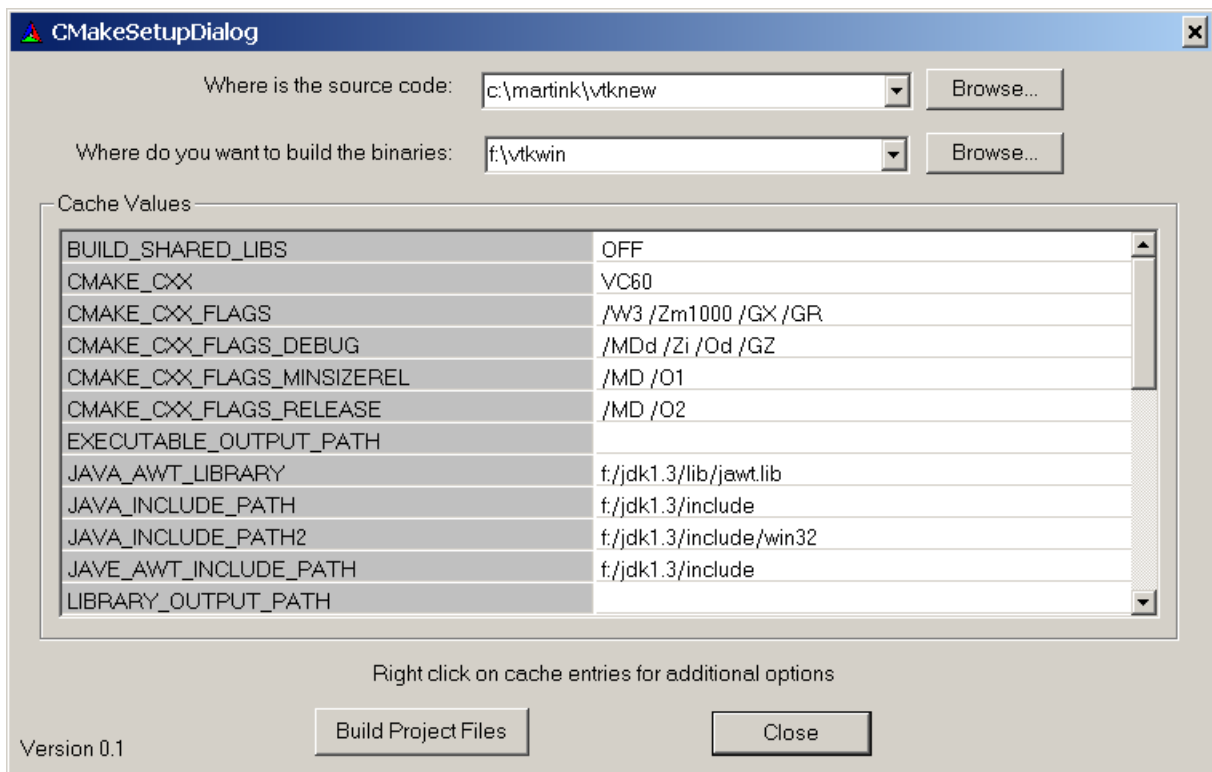 CMakeSetupDialog
Where is the source code: c:\martink\vtknew Browse...
Where do you want to build the binaries: f:\vtkwin Browse...
Cache Values
BUILD_SHARED_LIBS OFF
CMAKE_CXX VC60
CMAKE_CXX_FLAGS /W3 /Zm1000 /GX /GR
CMAKE_CXX_FLAGS_DEBUG /MDd /Zi /Od /GZ
CMAKE_CXX_FLAGS_MINSIZEREL /MD /O1
CMAKE_CXX_FLAGS_RELEASE /MD /O2
EXECUTABLE_OUTPUT_PATH
JAVA_AWT_LIBRARY f:/jdk1.3/lib/jawt.lib
JAVA_INCLUDE_PATH f:/jdk1.3/include
JAVA_INCLUDE_PATH2 f:/jdk1.3/include/win32
JAVE_AWT_INCLUDE_PATH f:/jdk1.3/include
LIBRARY_OUTPUT_PATH
Right click on cache entries for additional options
Version 0.1 Build Project Files Close